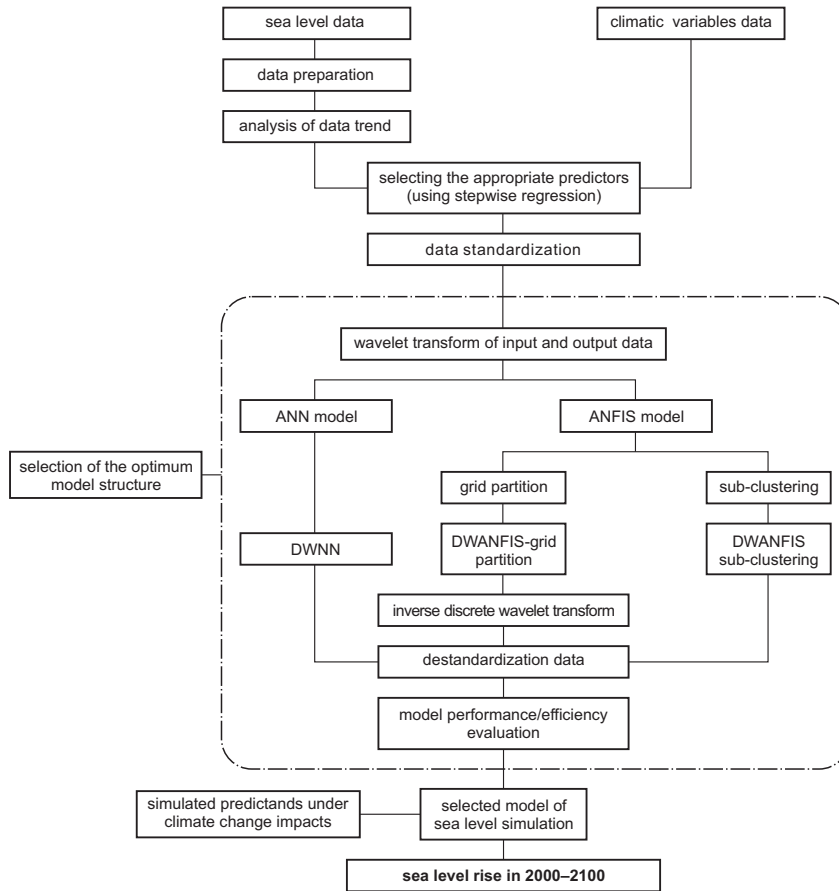 sea level data
climatic variables data
data preparation
analysis of data trend
selecting the appropriate predictors
(using stepwise regression)
data standardization
wavelet transform of input and output data
ANN model
ANFIS model
selection of the optimum
model structure
grid partition
sub-clustering
DWNN
DWANFIS-grid
partition
DWANFIS
sub-clustering
inverse discrete wavelet transform
destandardization data
model performance/efficiency
evaluation
simulated predictands under
climate change impacts
selected model of
sea level simulation
sea level rise in 2000–2100